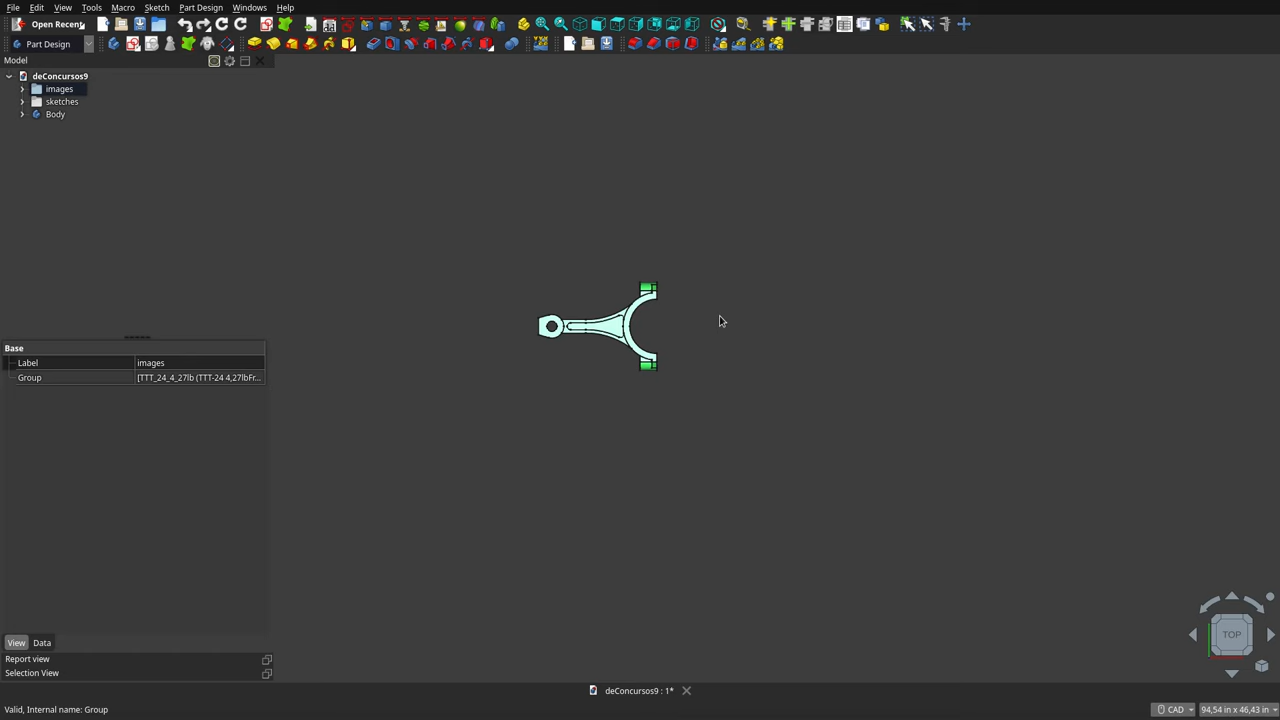 File Edit View Tools Macro Sketch Part Design Windows Help
Open Recent
Part Design
Model
deConcursos9
images
sketches
Body
Base
Label images
Group [TTT_24_4_27lb (TTT-24 4,27lbFr...
View Data
Report view
Selection View
TOP
deConcursos9 : 1*
Valid, Internal name: Group
CAD
94,54 in x 46,43 in